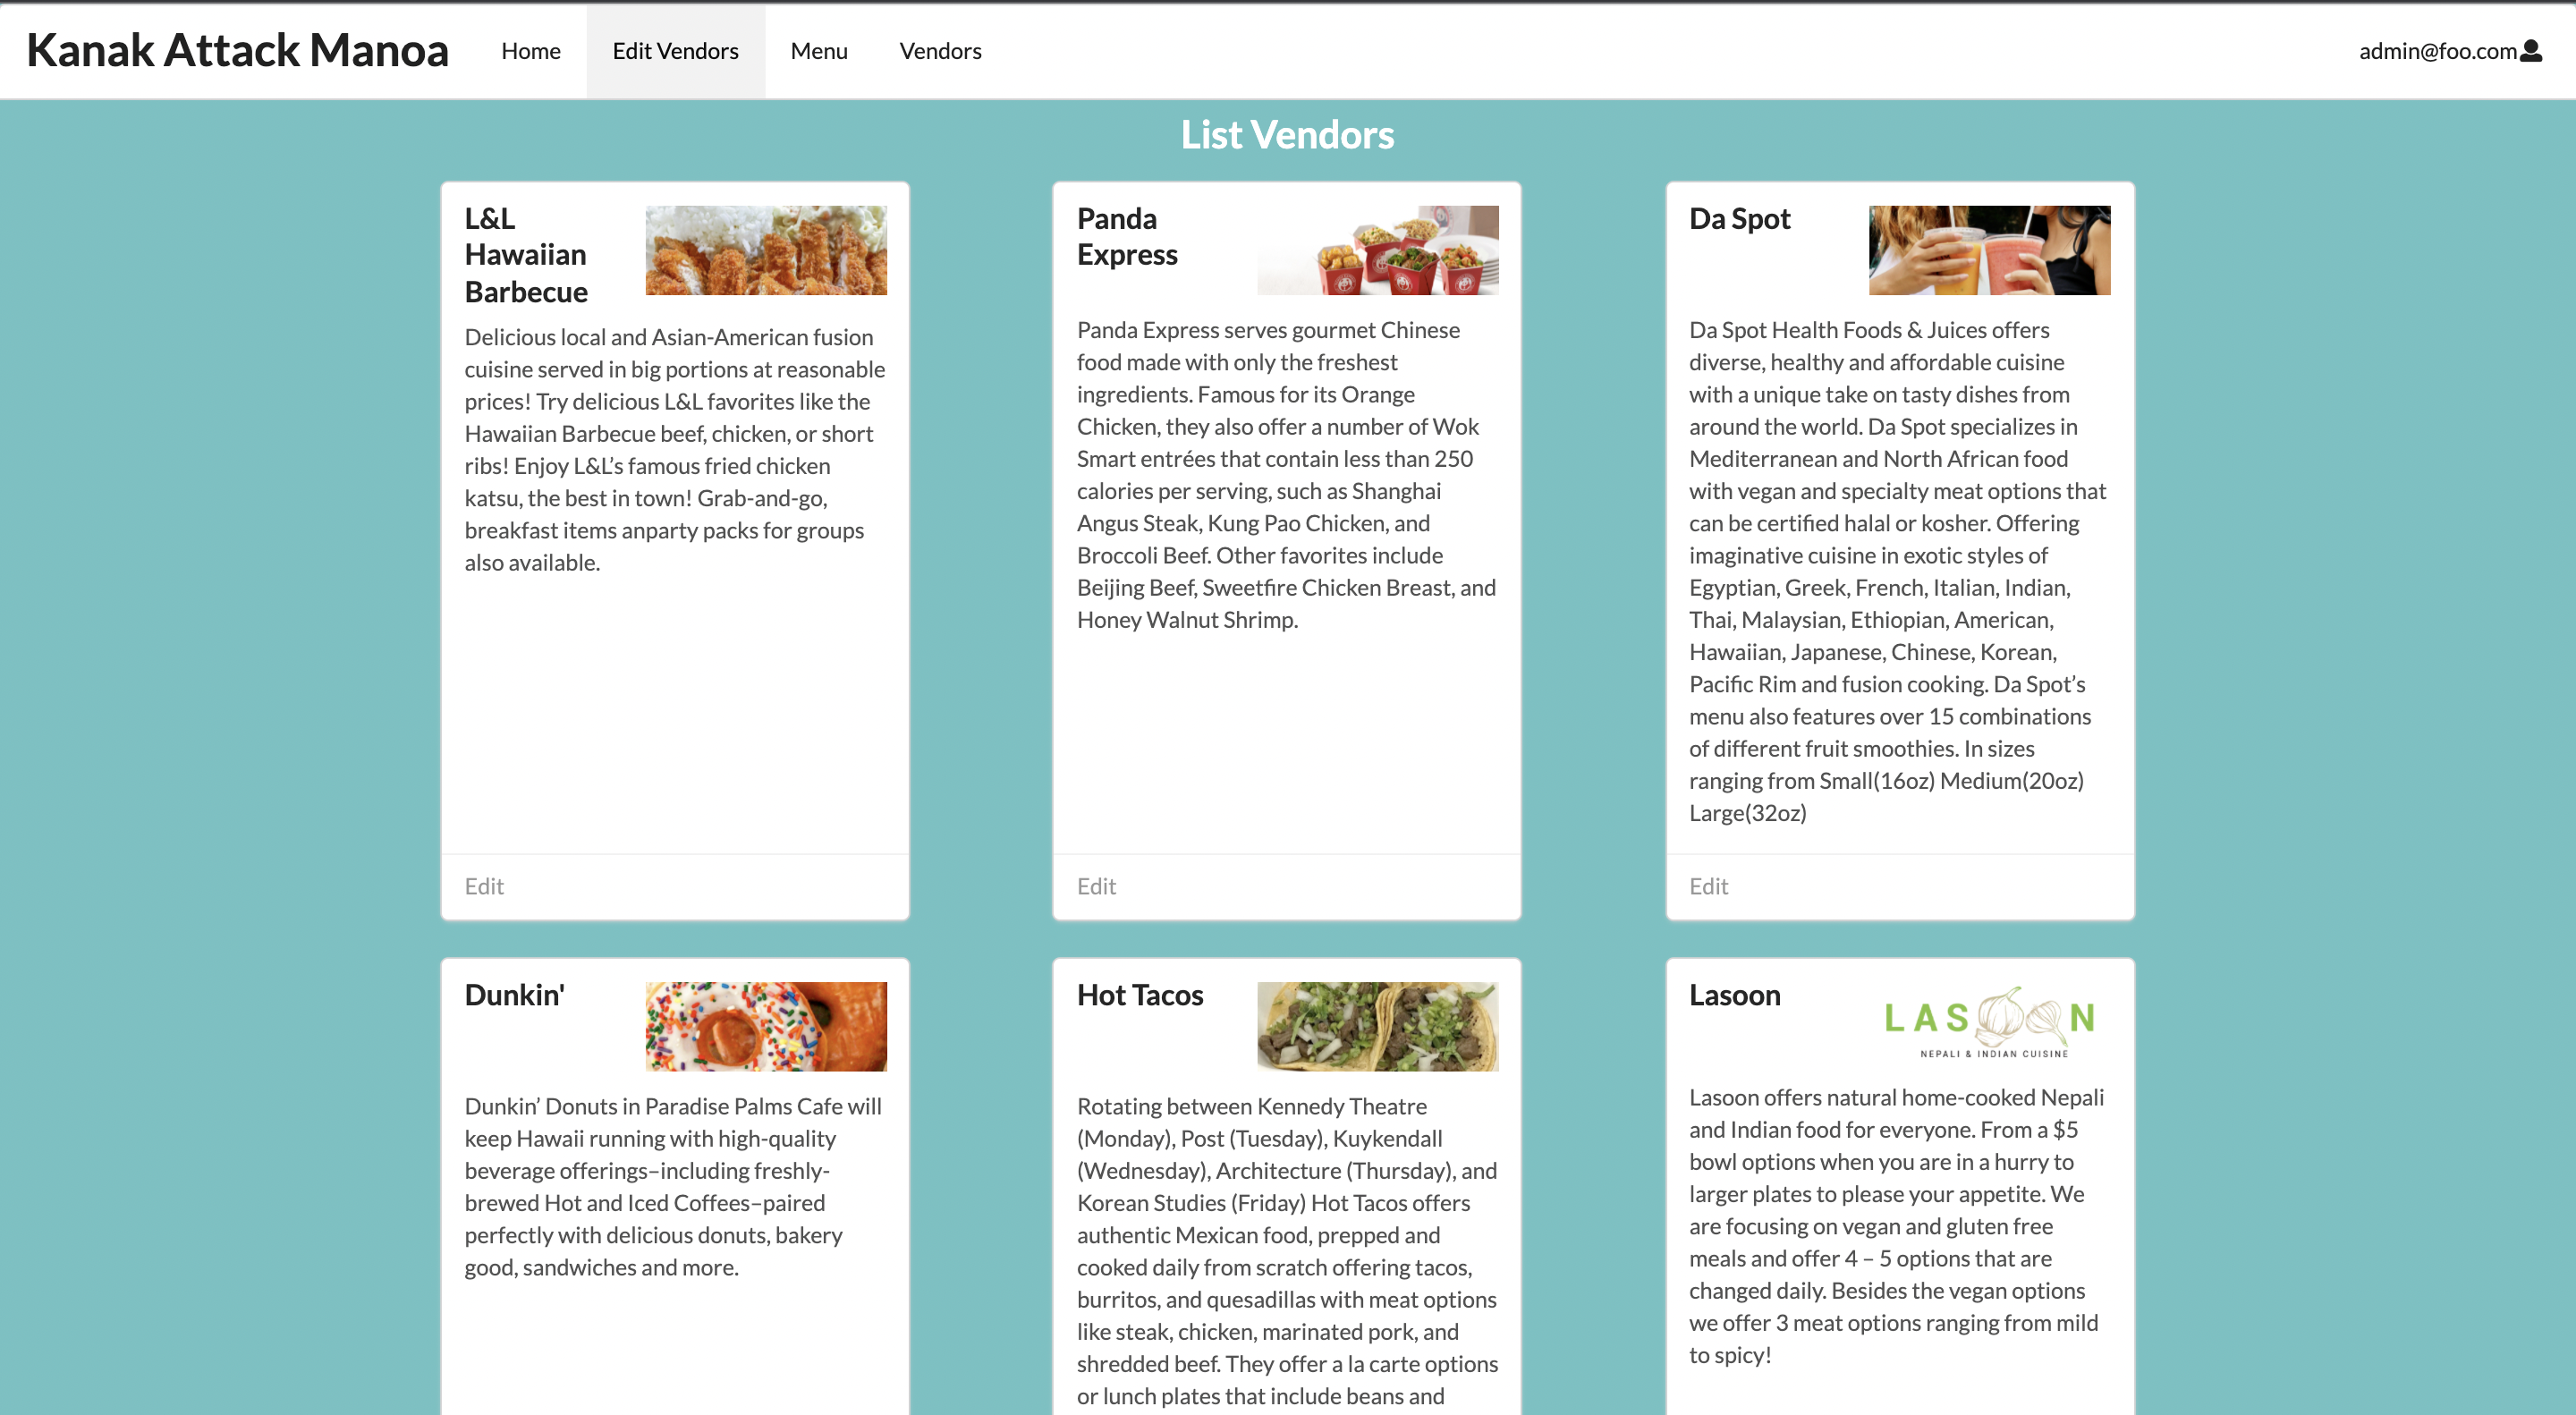 Kanak Attack Manoa
Home
Edit Vendors
Menu
Vendors
admin@foo.com
List Vendors
L&L
Hawaiian
Barbecue
Delicious local and Asian-American fusion
cuisine served in big portions at reasonable
prices! Try delicious L&L favorites like the
Hawaiian Barbecue beef, chicken, or short
ribs! Enjoy L&L’s famous fried chicken
katsu, the best in town! Grab-and-go,
breakfast items anparty packs for groups
also available.
Edit
Panda
Express
Panda Express serves gourmet Chinese
food made with only the freshest
ingredients. Famous for its Orange
Chicken, they also offer a number of Wok
Smart entrées that contain less than 250
calories per serving, such as Shanghai
Angus Steak, Kung Pao Chicken, and
Broccoli Beef. Other favorites include
Beijing Beef, Sweetfire Chicken Breast, and
Honey Walnut Shrimp.
Edit
Da Spot
Da Spot Health Foods & Juices offers
diverse, healthy and affordable cuisine
with a unique take on tasty dishes from
around the world. Da Spot specializes in
Mediterranean and North African food
with vegan and specialty meat options that
can be certified halal or kosher. Offering
imaginative cuisine in exotic styles of
Egyptian, Greek, French, Italian, Indian,
Thai, Malaysian, Ethiopian, American,
Hawaiian, Japanese, Chinese, Korean,
Pacific Rim and fusion cooking. Da Spot’s
menu also features over 15 combinations
of different fruit smoothies. In sizes
ranging from Small(16oz) Medium(20oz)
Large(32oz)
Edit
Dunkin'
Dunkin’ Donuts in Paradise Palms Cafe will
keep Hawaii running with high-quality
beverage offerings–including freshly-
brewed Hot and Iced Coffees–paired
perfectly with delicious donuts, bakery
good, sandwiches and more.
Hot Tacos
Rotating between Kennedy Theatre
(Monday), Post (Tuesday), Kuykendall
(Wednesday), Architecture (Thursday), and
Korean Studies (Friday) Hot Tacos offers
authentic Mexican food, prepped and
cooked daily from scratch offering tacos,
burritos, and quesadillas with meat options
like steak, chicken, marinated pork, and
shredded beef. They offer a la carte options
or lunch plates that include beans and
Lasoon
LASOON
NEPALI & INDIAN CUISINE
Lasoon offers natural home-cooked Nepali
and Indian food for everyone. From a $5
bowl options when you are in a hurry to
larger plates to please your appetite. We
are focusing on vegan and gluten free
meals and offer 4 – 5 options that are
changed daily. Besides the vegan options
we offer 3 meat options ranging from mild
to spicy!